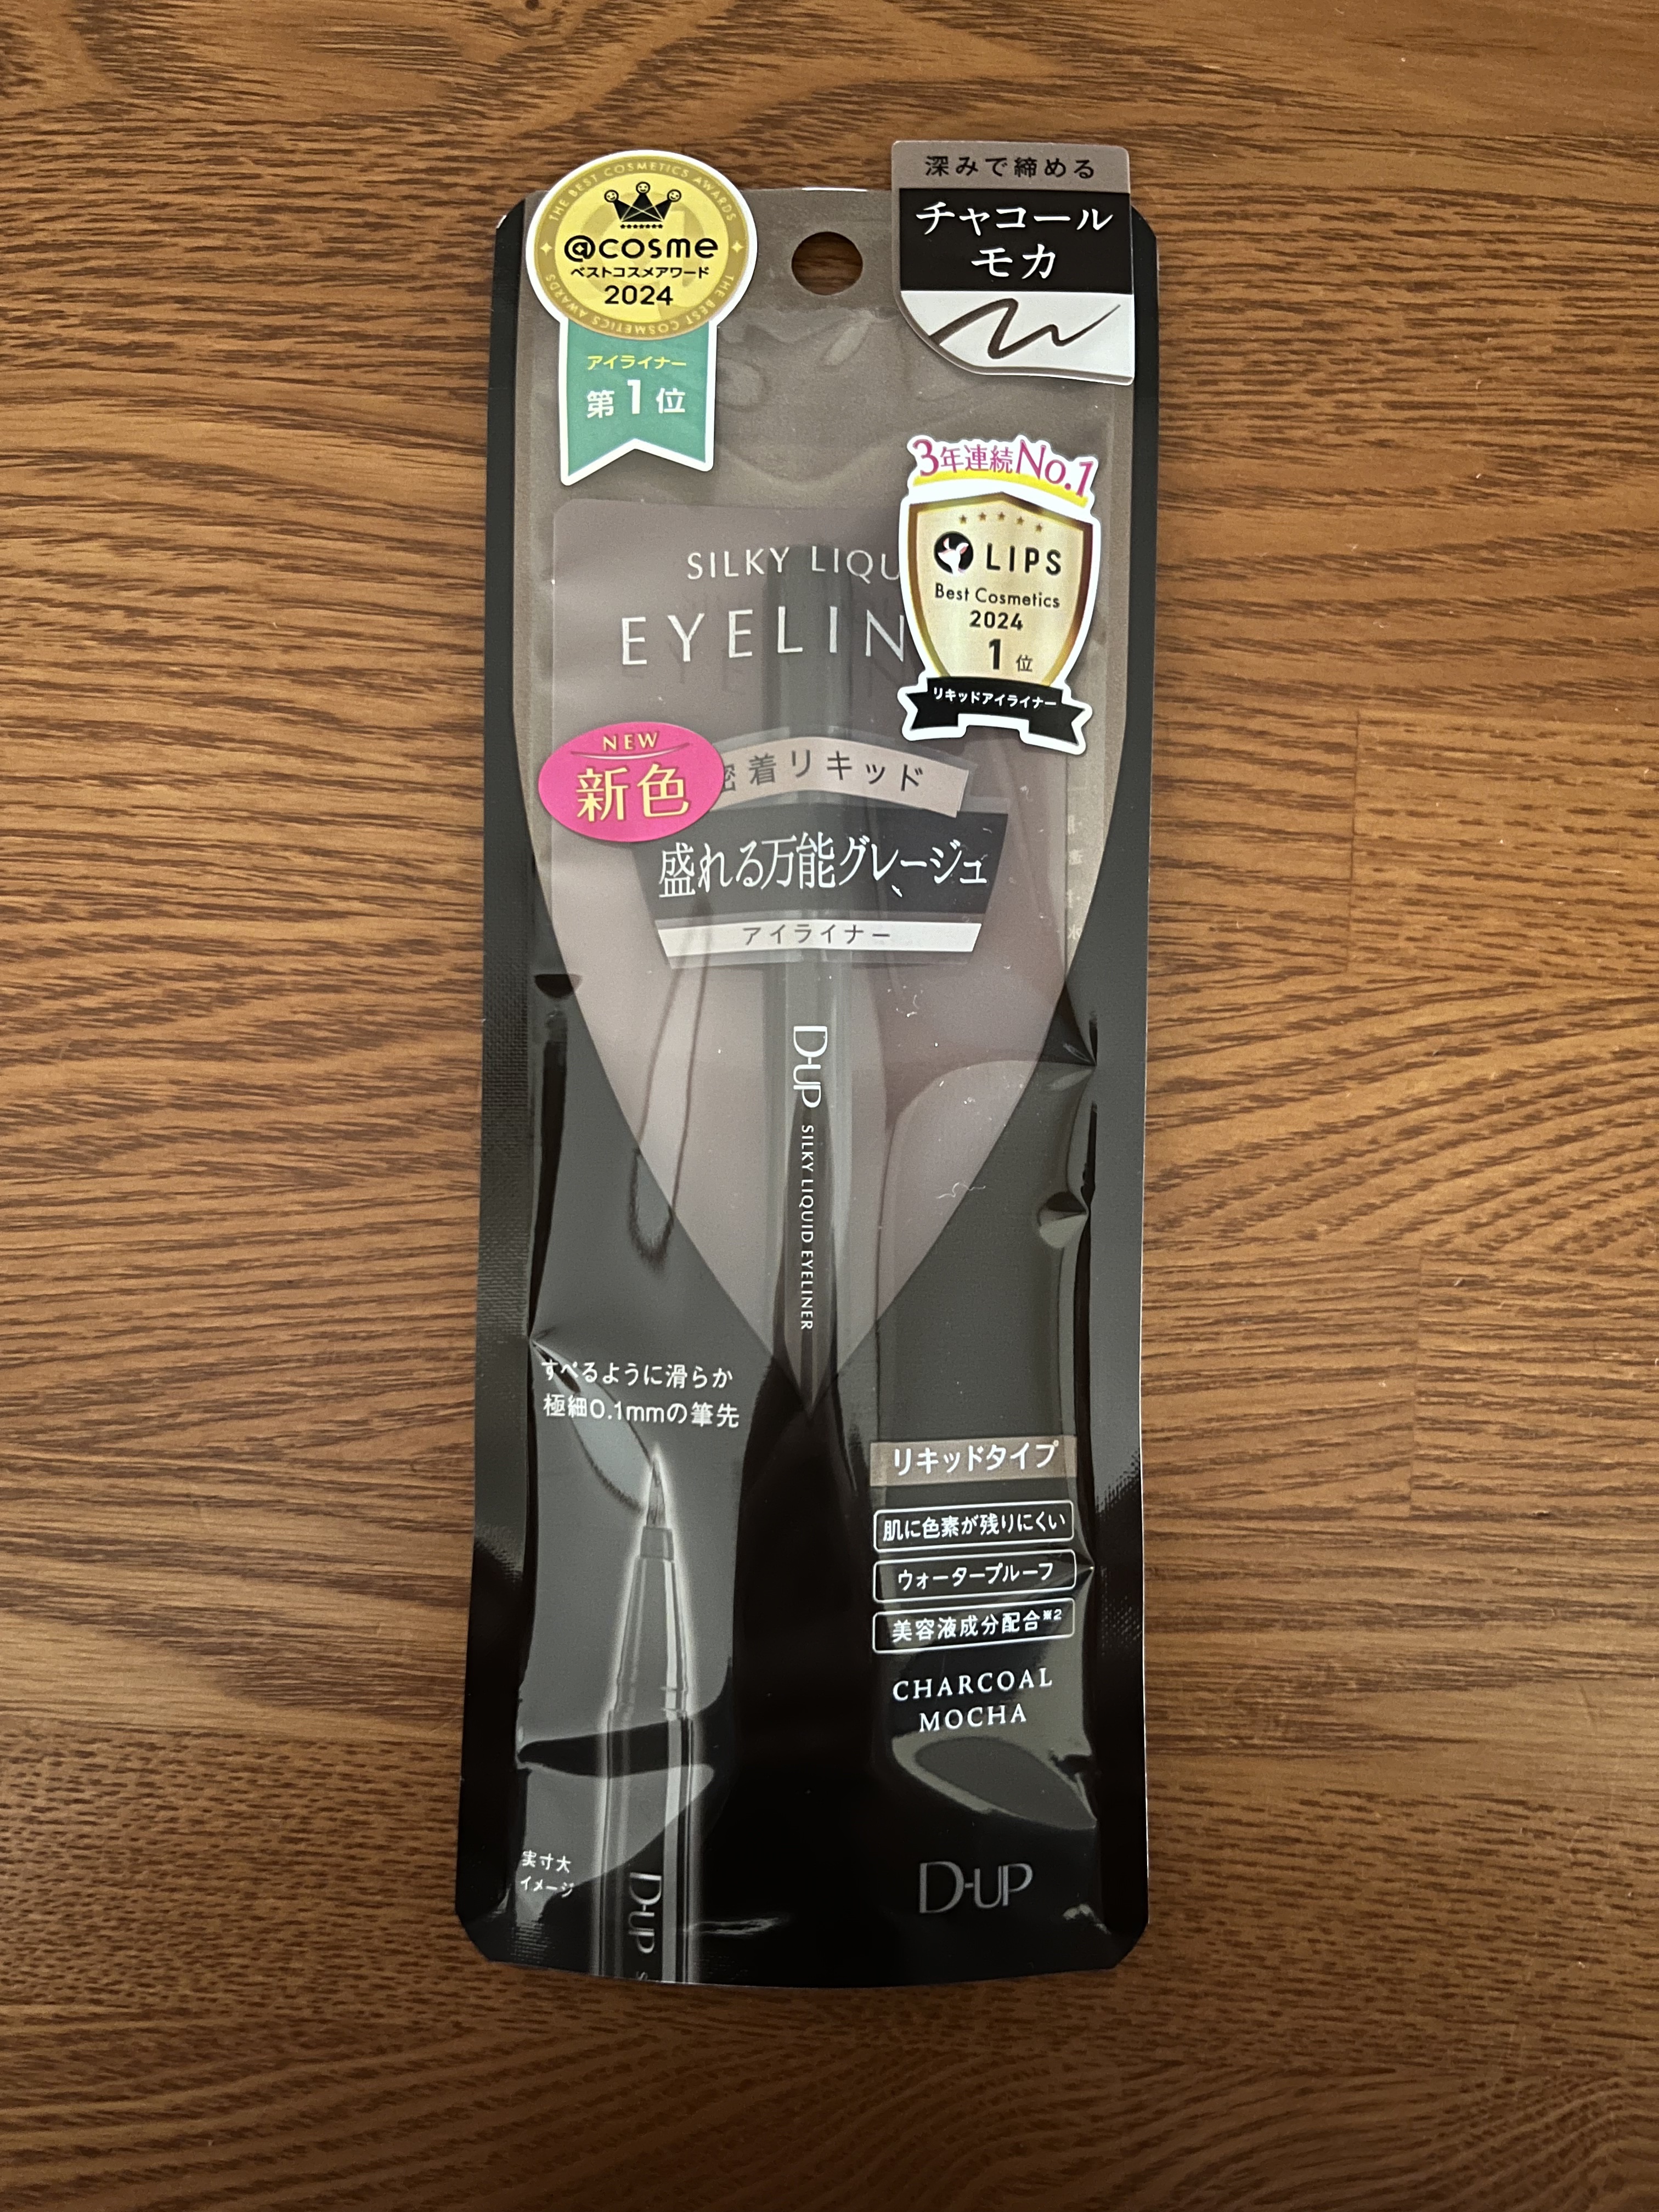 THE BEST COSMETICS AWARDS
@cosme
ベストコスメアワード
2024
THE BEST COSMETICS AWARDS
アイライナー
第1位
深みで締める
チャコール
モカ
3年連続No.1
LIPS
Best Cosmetics
2024
1位
リキッドアイライナー
SILKY LIQU
EYELIN
NEW
新色
密着リキッド
盛れる万能グレージュ
アイライナー
D-UP SILKY LIQUID EYELINER
すべるように滑らか
極細0.1mmの筆先
リキッドタイプ
肌に色素が残りにくい
ウォータープルーフ
美容液成分配合※2
CHARCOAL
MOCHA
実寸大
イメージ
D-UP S
D-UP